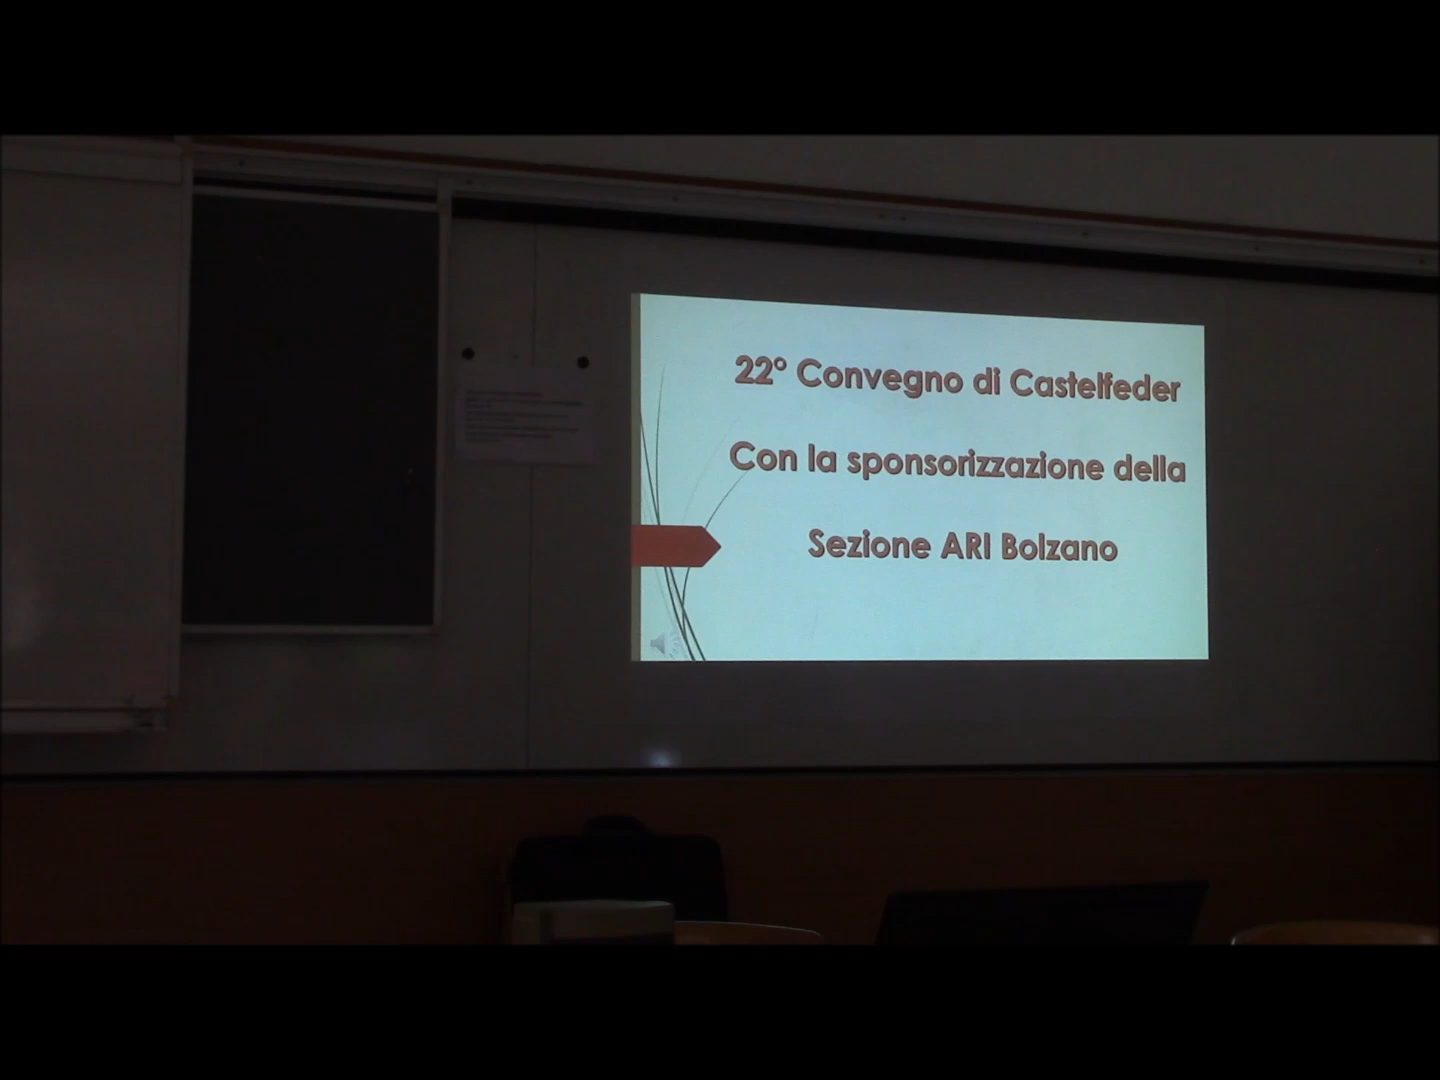 22° Convegno di Castelfeder
Con la sponsorizzazione della
Sezione ARI Bolzano